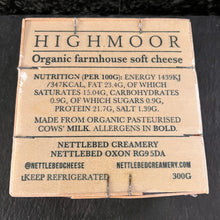 HIGHMOOR
Organic farmhouse soft cheese
NUTRITION (PER 100G): ENERGY 1439KJ
/347KCAL, FAT 23.4G, OF WHICH
SATURATES 15.04G, CARBOHYDRATES
0.9G, OF WHICH SUGARS 0.9G,
PROTEIN 21.7G, SALT 1.39G.
MADE FROM ORGANIC PASTEURISED
COWS' MILK. ALLERGENS IN BOLD.
NETTLEBED CREAMERY
NETTLEBED OXON RG9 5DA
@NETTLEBEDCHEESE NETTLEBEDCREAMERY.COM
KEEP REFRIGERATED 300G